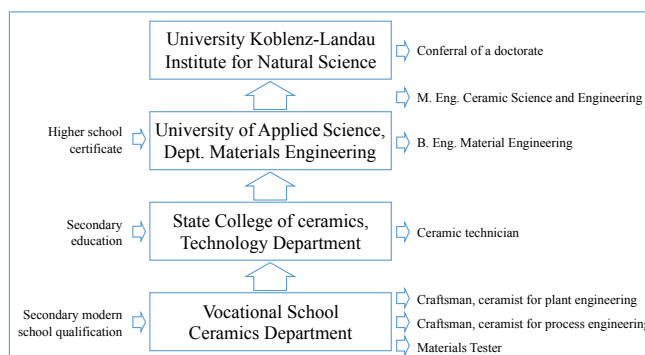 University Koblenz-Landau
Institute for Natural Science
Conferral of a doctorate
M. Eng. Ceramic Science and Engineering
Higher school
certificate
University of Applied Science,
Dept. Materials Engineering
B. Eng. Material Engineering
Secondary
education
State College of ceramics,
Technology Department
Ceramic technician
Secondary modern
school qualification
Vocational School
Ceramics Department
Craftsman, ceramist for plant engineering
Craftsman, ceramist for process engineering
Materials Tester